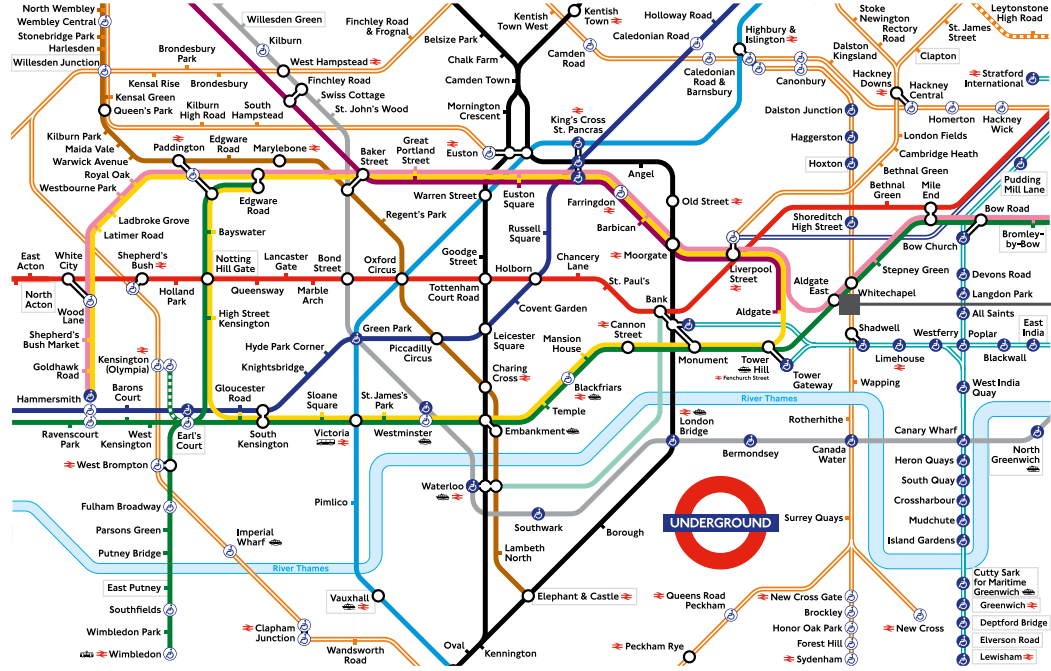 North Wembley
Wembley Central
Stonebridge Park
Harlesden
Willesden Junction
Kensal Rise
Brondesbury
Park
Brondesbury
Kensal Green
Queen's Park
Kilburn
High Road
South
Hampstead
Willesden Green
Kilburn
West Hampstead
Finchley Road
& Frognal
Finchley Road
Swiss Cottage
St. John's Wood
Belsize Park
Chalk Farm
Camden Town
Mornington
Crescent
Kentish
Town West
Kentish
Town
Camden
Road
Holloway Road
Caledonian Road
Highbury &
Islington
Caledonian
Road &
Barnsbury
Canonbury
Stoke
Newington
Rectory
Road
Dalston
Kingsland
Hackney
Downs
Hackney
Central
Clapton
St. James
Street
Leytonstone
High Road
Stratford
International
Homerton
Hackney
Wick
Dalston Junction
Haggerston
Hoxton
London Fields
Cambridge Heath
Bethnal Green
Pudding
Mill Lane
Kilburn Park
Maida Vale
Warwick Avenue
Royal Oak
Westbourne Park
Paddington
Edgware
Road
Marylebone
Edgware
Road
Baker
Street
Great
Portland
Street
Euston
King's Cross
St. Pancras
Warren Street
Euston
Square
Angel
Old Street
Farringdon
Barbican
Moorgate
Liverpool
Street
Shoreditch
High Street
Bethnal
Green
Mile
End
Bow Road
Bow Church
Bromley-
by-Bow
Stepney Green
Whitechapel
Aldgate
East
Aldgate
Devons Road
Langdon Park
All Saints
Ladbroke Grove
Latimer Road
Bayswater
Regent's Park
Russell
Square
Goodge
Street
East
Acton
White
City
Shepherd's
Bush
Holland
Park
Notting
Hill Gate
Lancaster
Gate
Queensway
Marble
Arch
Bond
Street
Oxford
Circus
Tottenham
Court Road
Holborn
Chancery
Lane
St. Paul's
Bank
North
Acton
Wood
Lane
Shepherd's
Bush Market
Goldhawk
Road
High Street
Kensington
Kensington
(Olympia)
Hyde Park Corner
Knightsbridge
Green Park
Piccadilly
Circus
Covent Garden
Leicester
Square
Charing
Cross
Mansion
House
Cannon
Street
Monument
Tower
Hill
Fenchurch Street
Tower
Gateway
Shadwell
Limehouse
Westferry
Poplar
East
India
Blackwall
West India
Quay
Wapping
Hammersmith
Barons
Court
Ravenscourt
Park
West
Kensington
Earl's
Court
Gloucester
Road
South
Kensington
Sloane
Square
Victoria
St. James's
Park
Westminster
Embankment
Temple
Blackfriars
River Thames
London
Bridge
Rotherhithe
Bermondsey
Canada
Water
Canary Wharf
North
Greenwich
West Brompton
Fulham Broadway
Parsons Green
Putney Bridge
East Putney
Southfields
Wimbledon Park
Wimbledon
Imperial
Wharf
River Thames
Clapham
Junction
Wandsworth
Road
Pimlico
Vauxhall
Waterloo
Southwark
Lambeth
North
Borough
Elephant & Castle
Oval
Kennington
UNDERGROUND
Surrey Quays
Heron Quays
South Quay
Crossharbour
Mudchute
Island Gardens
Cutty Sark
for Maritime
Greenwich
Greenwich
Deptford Bridge
Elverson Road
Lewisham
Queens Road
Peckham
Peckham Rye
New Cross Gate
Brockley
Honor Oak Park
Forest Hill
Sydenham
New Cross